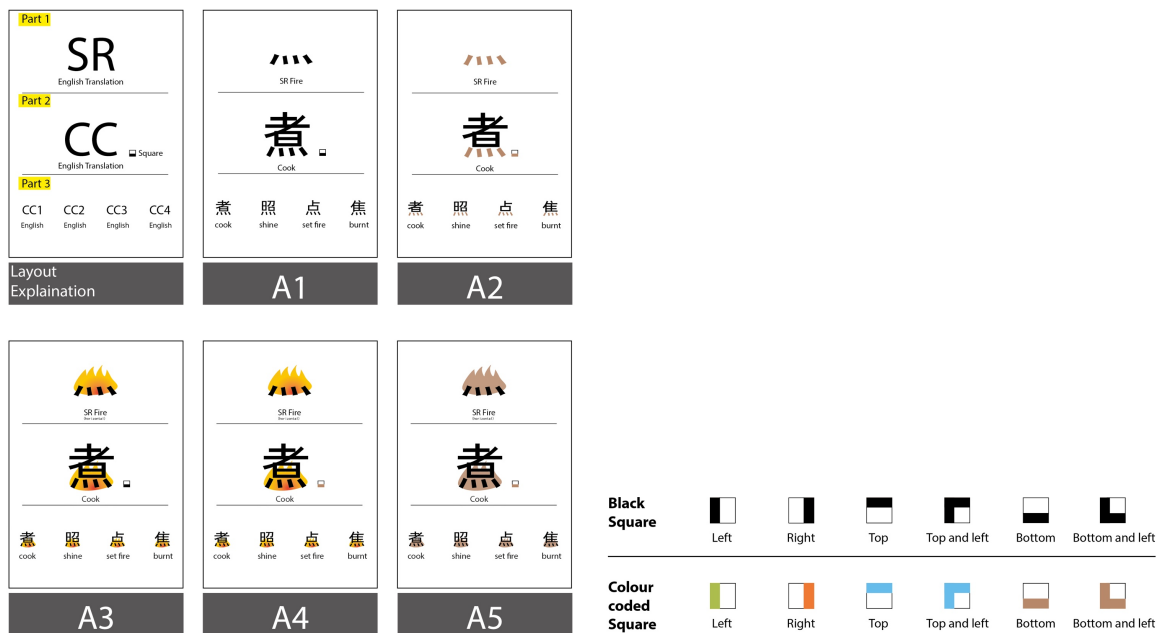 Part 1
SR
English Translation
Part 2
CC
Square
English Translation
Part 3
CC1 CC2 CC3 CC4
English English English English
Layout
Explaination
灬
SR Fire
煮
Cook
煮 照 点 焦
cook shine set fire burnt
A1
灬
SR Fire
煮
Cook
煮 照 点 焦
cook shine set fire burnt
A2
灬
SR Fire
煮
Cook
煮 照 点 焦
cook shine set fire burnt
A3
灬
SR Fire
煮
Cook
煮 照 点 焦
cook shine set fire burnt
A4
灬
SR Fire
煮
Cook
煮 照 点 焦
cook shine set fire burnt
A5
Black
Square
Left Right Top Top and left Bottom Bottom and left
Colour
coded
Square
Left Right Top Top and left Bottom Bottom and left